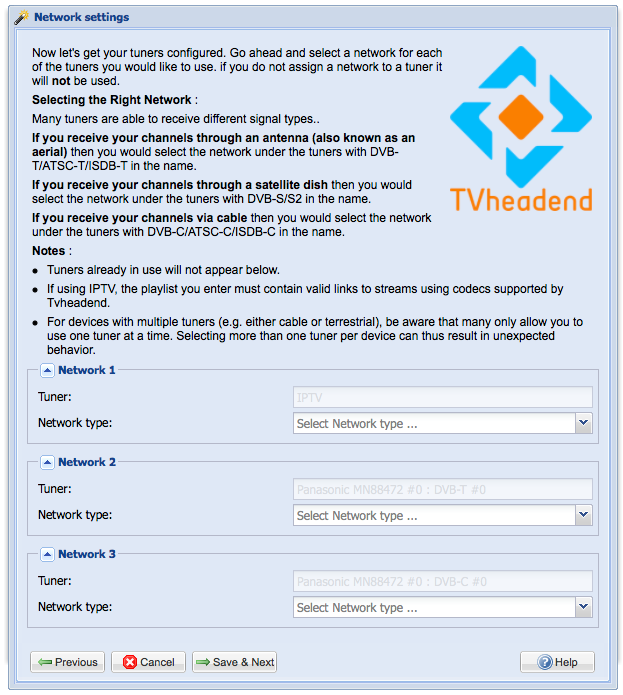 Network settings
Now let's get your tuners configured. Go ahead and select a network for each
of the tuners you would like to use. if you do not assign a network to a tuner it
will not be used.
Selecting the Right Network :
Many tuners are able to receive different signal types..
If you receive your channels through an antenna (also known as an
aerial) then you would select the network under the tuners with DVB-
T/ATSC-T/ISDB-T in the name.
If you receive your channels through a satellite dish then you would
select the network under the tuners with DVB-S/S2 in the name.
If you receive your channels via cable then you would select the network
under the tuners with DVB-C/ATSC-C/ISDB-C in the name.
TVheadend
Notes :
Tuners already in use will not appear below.
If using IPTV, the playlist you enter must contain valid links to streams using codecs supported by
Tvheadend.
For devices with multiple tuners (e.g. either cable or terrestrial), be aware that many only allow you to
use one tuner at a time. Selecting more than one tuner per device can thus result in unexpected
behavior.
Network 1
Tuner: IPTV
Network type: Select Network type ...
Network 2
Tuner: Panasonic MN88472 #0 : DVB-T #0
Network type: Select Network type ...
Network 3
Tuner: Panasonic MN88472 #0 : DVB-C #0
Network type: Select Network type ...
Previous Cancel Save & Next Help